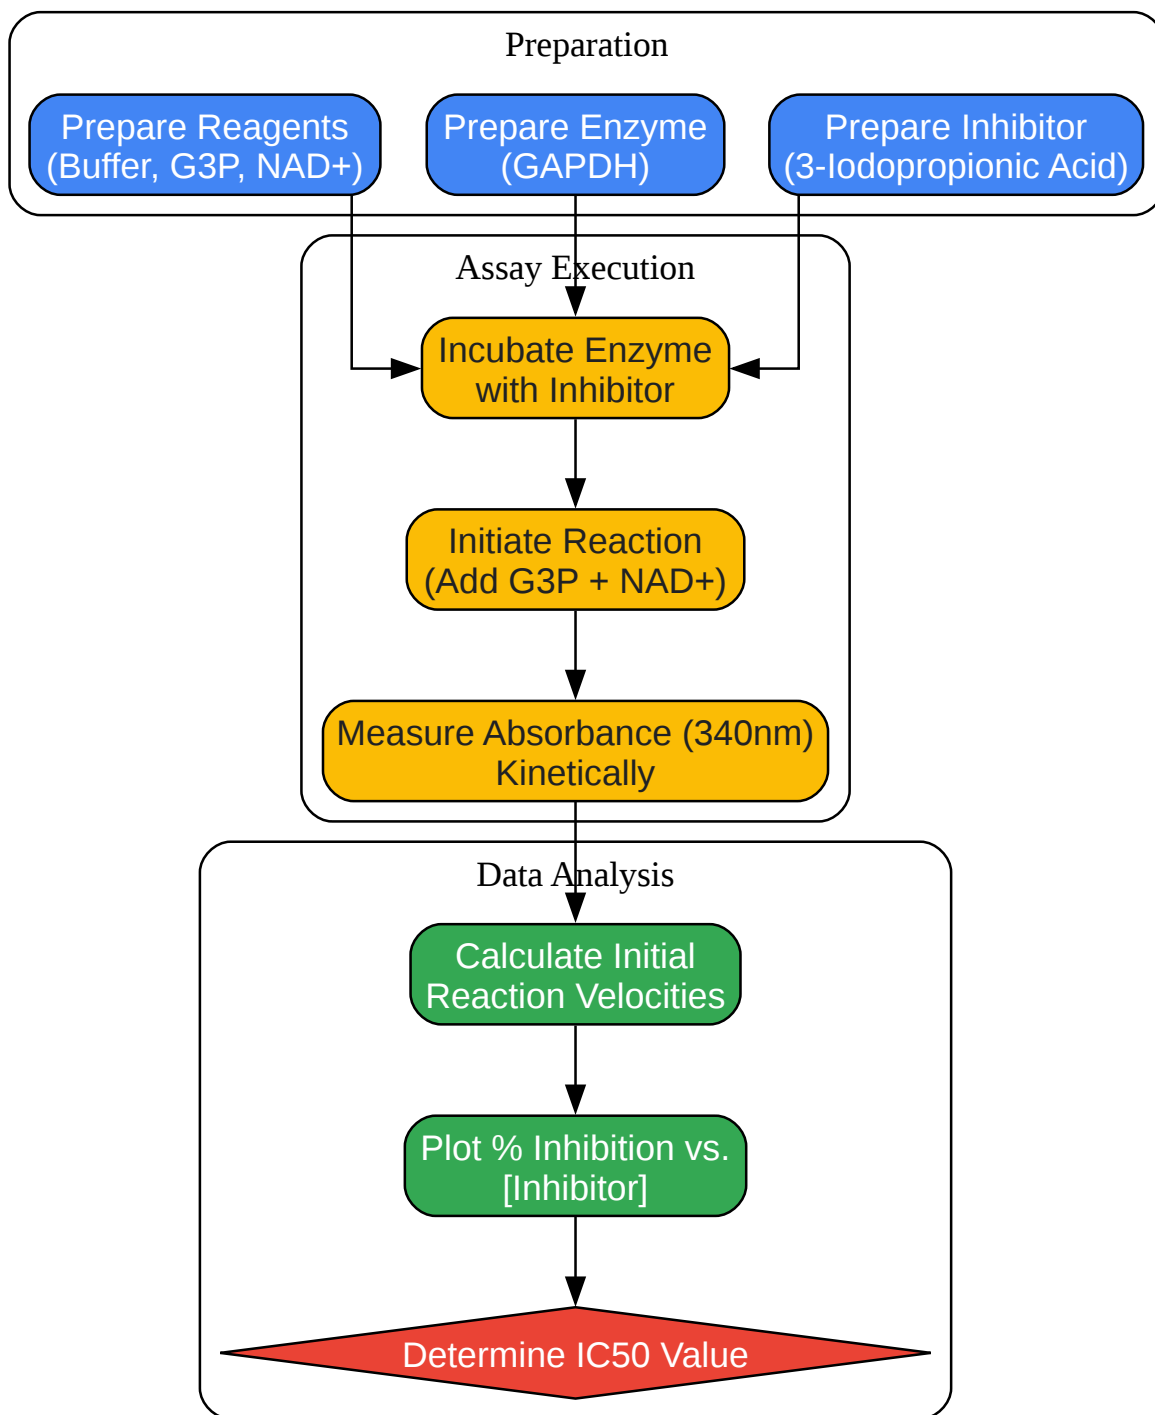 Preparation
Prepare Reagents
(Buffer, G3P, NAD+)
Prepare Enzyme
(GAPDH)
Prepare Inhibitor
(3-Iodopropionic Acid)
Assay Execution
Incubate Enzyme
with Inhibitor
Initiate Reaction
(Add G3P + NAD+)
Measure Absorbance (340nm)
Kinetically
Data Analysis
Calculate Initial
Reaction Velocities
Plot % Inhibition vs.
[Inhibitor]
Determine IC50 Value